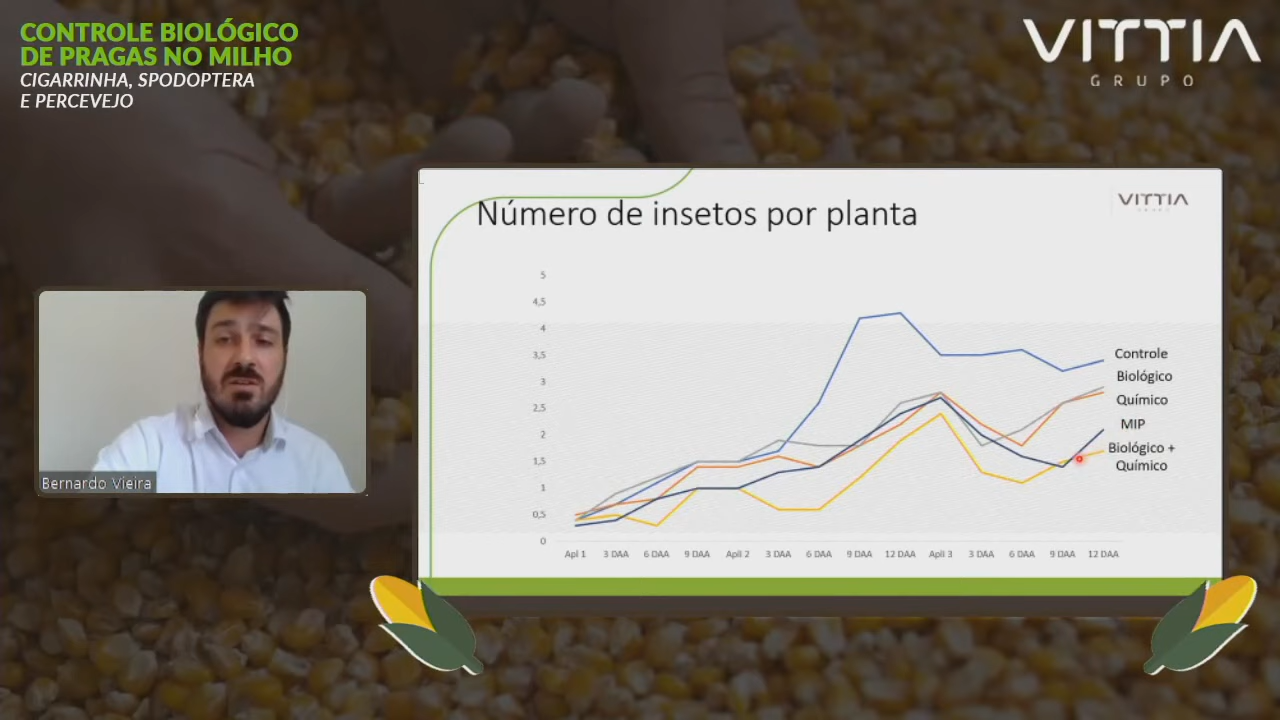 CONTROLE BIOLÓGICO
DE PRAGAS NO MILHO
CIGARRINHA, SPODOPTERA
E PERCEVEJO
VITTIA
GRUPO
Número de insetos por planta
VITTIA
5
4,5
4
3,5
3
2,5
2
1,5
1
0,5
0
Apl 1 3 DAA 6 DAA 9 DAA Apli 2 3 DAA 6 DAA 9 DAA 12 DAA Apli 3 3 DAA 6 DAA 9 DAA 12 DAA
Controle
Biológico
Químico
MIP
Biológico +
Químico
Bernardo Vieira